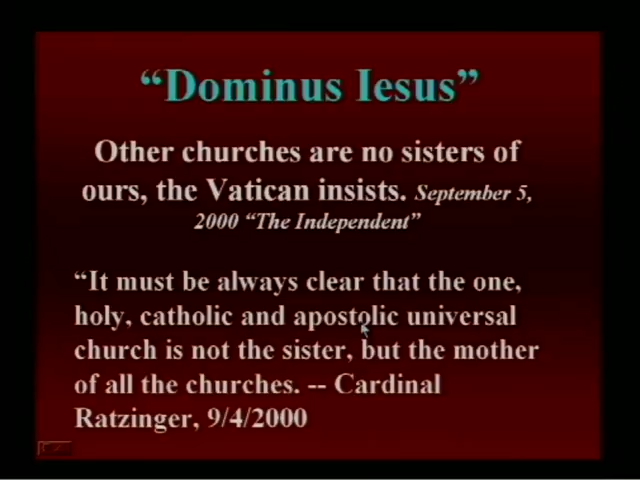 “Dominus Iesus”
Other churches are no sisters of
ours, the Vatican insists. September 5,
2000 “The Independent”
“It must be always clear that the one,
holy, catholic and apostolic universal
church is not the sister, but the mother
of all the churches. -- Cardinal
Ratzinger, 9/4/2000